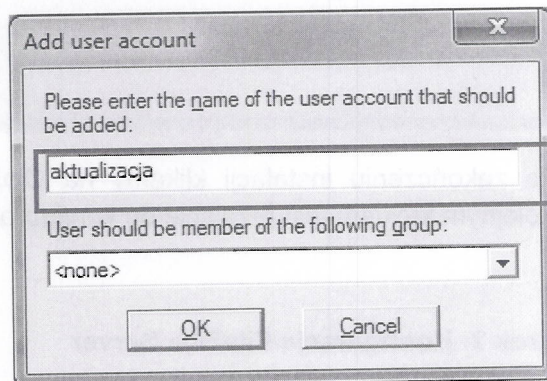 Add user account
Please enter the name of the user account that should
be added:
aktualizacja
User should be member of the following group:
<none>
OK
Cancel